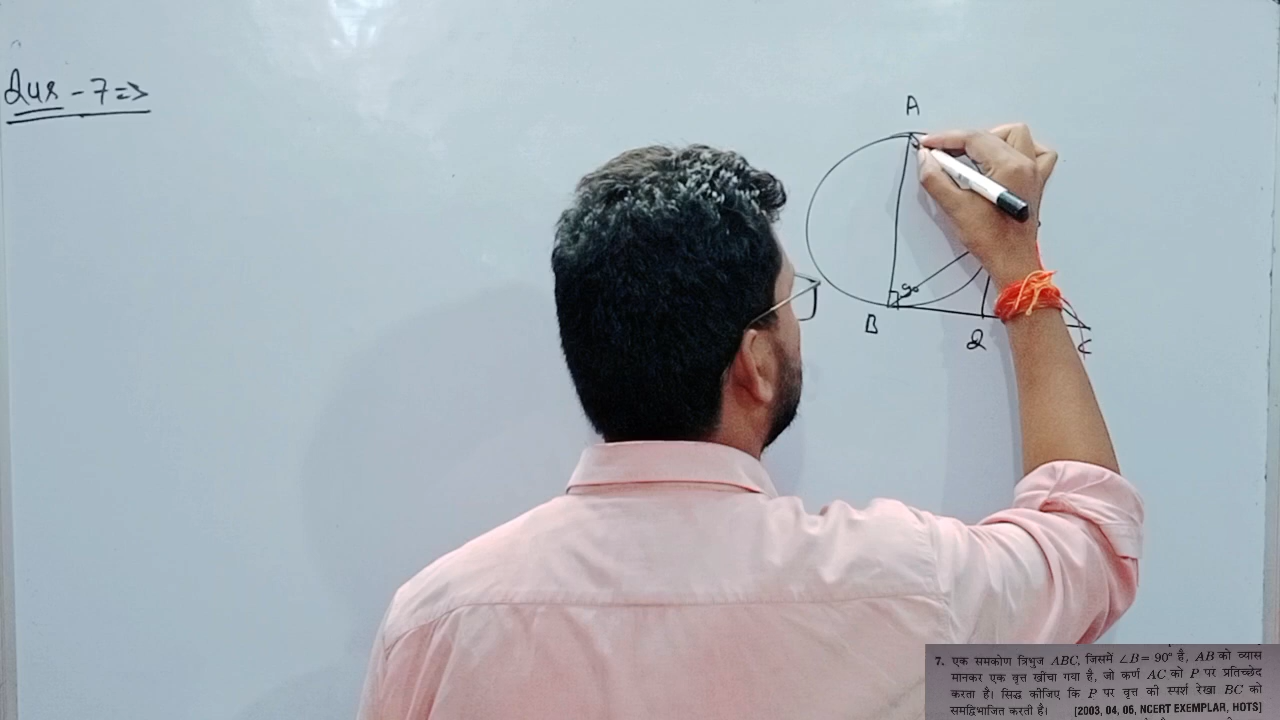 Qus - 7 =>
A
90
B
Q
C
7. एक समकोण त्रिभुज ABC, जिसमें ∠B = 90° है, AB को व्यास
मानकर एक वृत्त खींचा गया है, जो कर्ण AC को P पर प्रतिच्छेद
करता है। सिद्ध कीजिए कि P पर वृत्त की स्पर्श रेखा BC को
समद्विभाजित करती है। [2003, 04, 06, NCERT EXEMPLAR, HOTS]